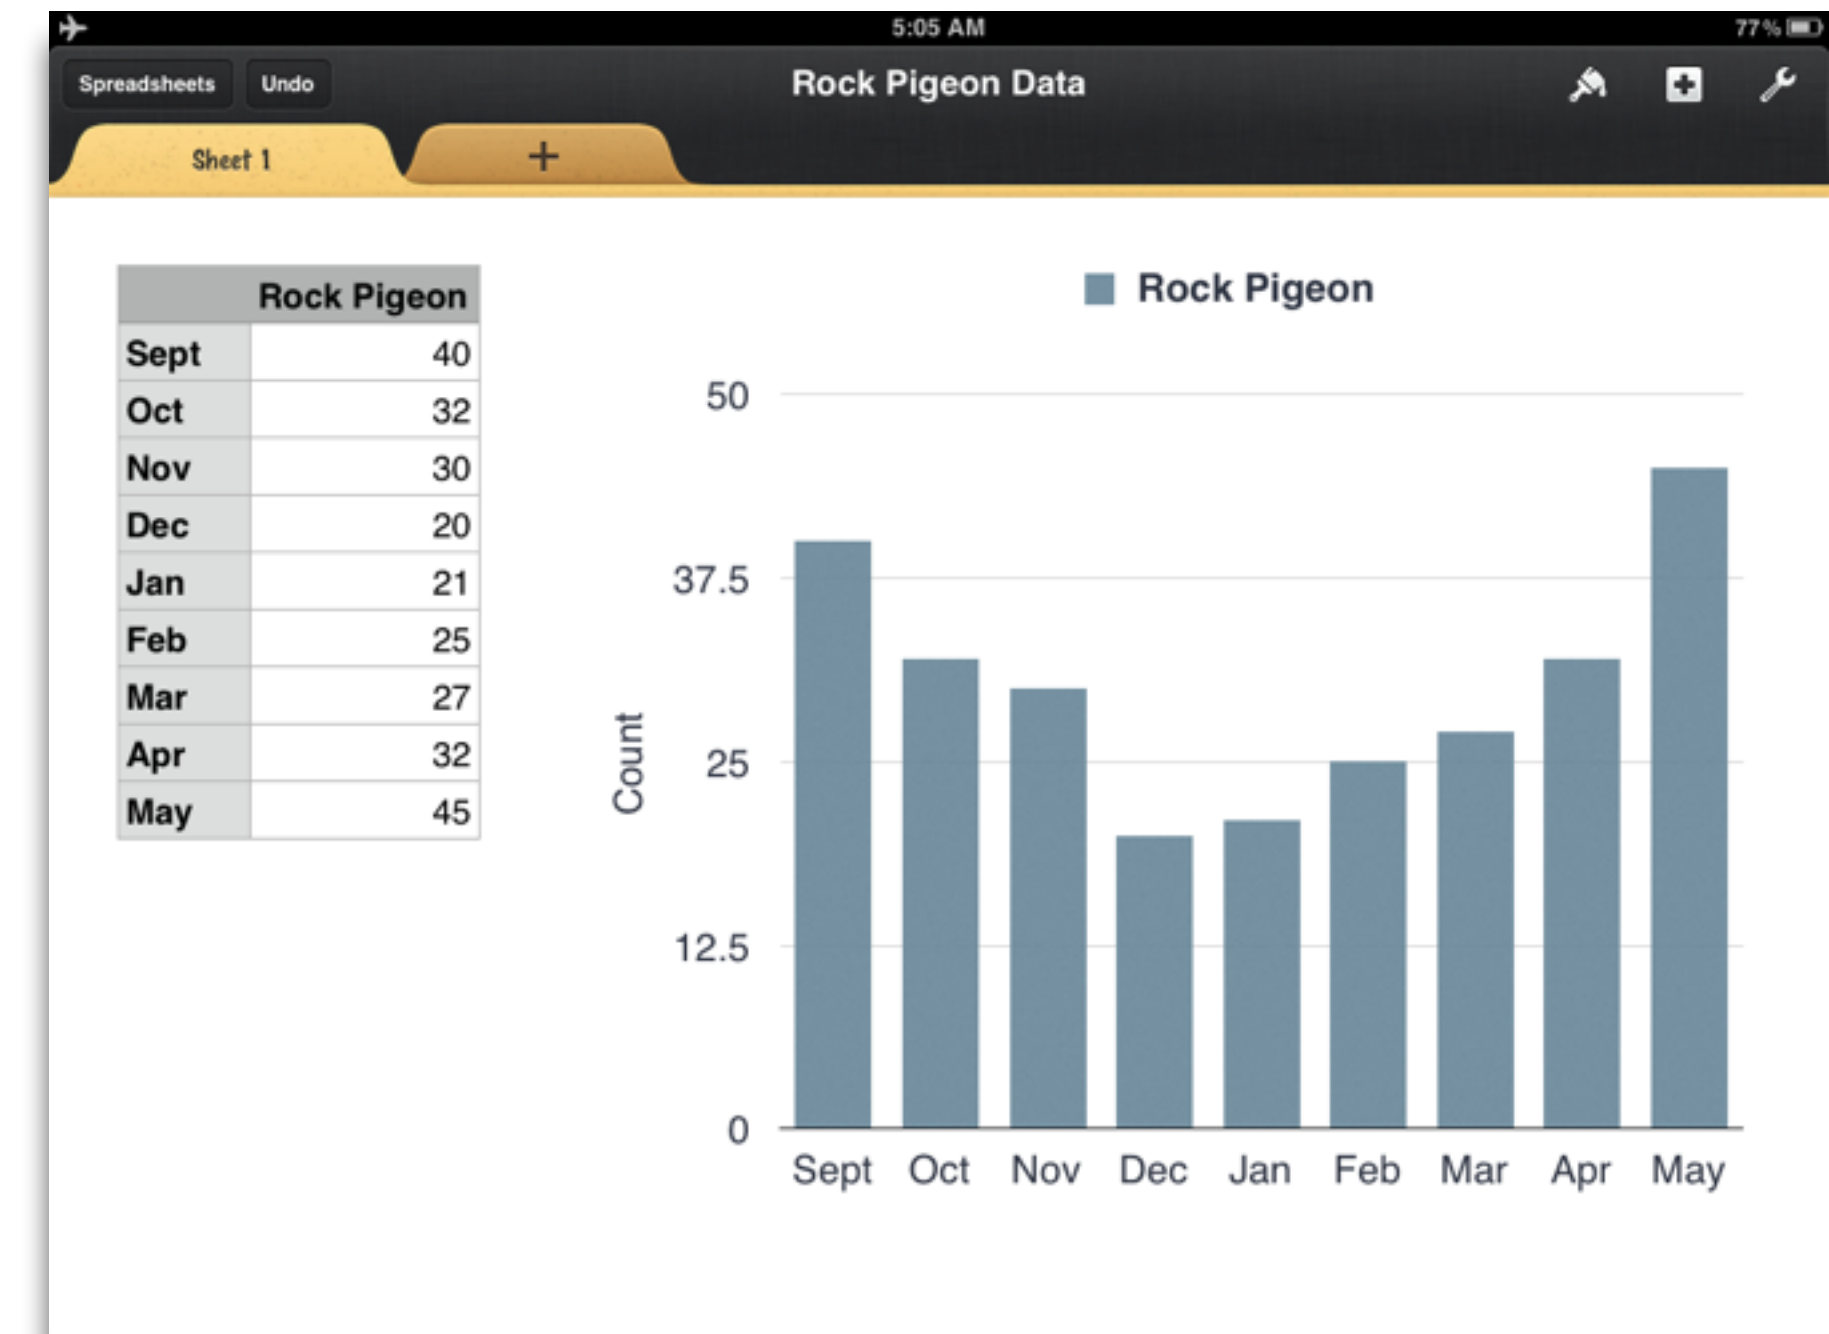 5:05 AM 77%
Spreadsheets Undo Rock Pigeon Data
Sheet 1 +
Rock Pigeon
Sept 40
Oct 32
Nov 30
Dec 20
Jan 21
Feb 25
Mar 27
Apr 32
May 45
Rock Pigeon
50
37.5
25
12.5
0
Count
Sept Oct Nov Dec Jan Feb Mar Apr May